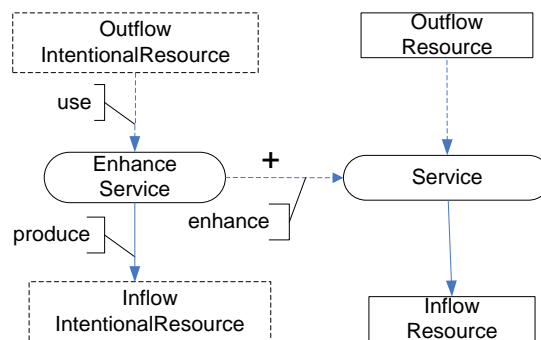 Outflow
IntentionalResource
Outflow
Resource
use
Enhance
Service
+
Service
enhance
produce
Inflow
IntentionalResource
Inflow
Resource